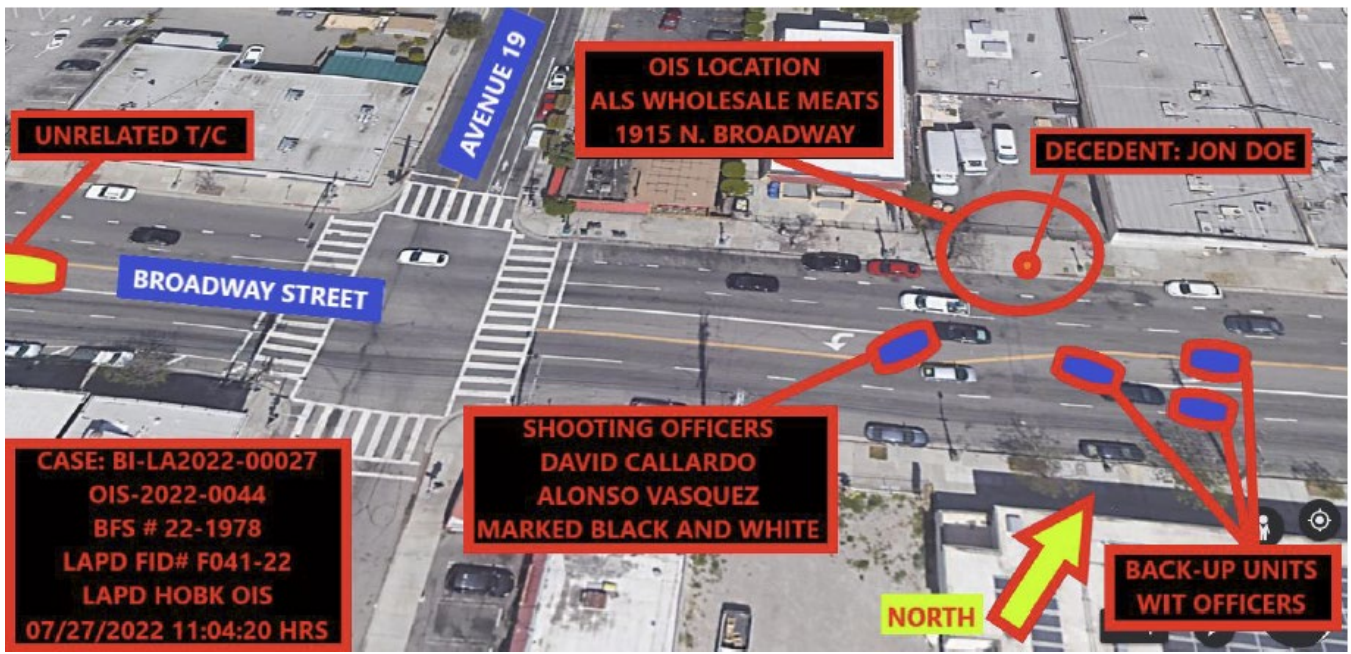 UNRELATED T/C
AVENUE 19
OIS LOCATION
ALS WHOLESALE MEATS
1915 N. BROADWAY
DECEDENT: JON DOE
BROADWAY STREET
SHOOTING OFFICERS
DAVID CALLARDO
ALONSO VASQUEZ
MARKED BLACK AND WHITE
CASE: BI-LA2022-00027
OIS-2022-0044
BFS # 22-1978
LAPD FID# F041-22
LAPD HOBK OIS
07/27/2022 11:04:20 HRS
NORTH
BACK-UP UNITS
WIT OFFICERS